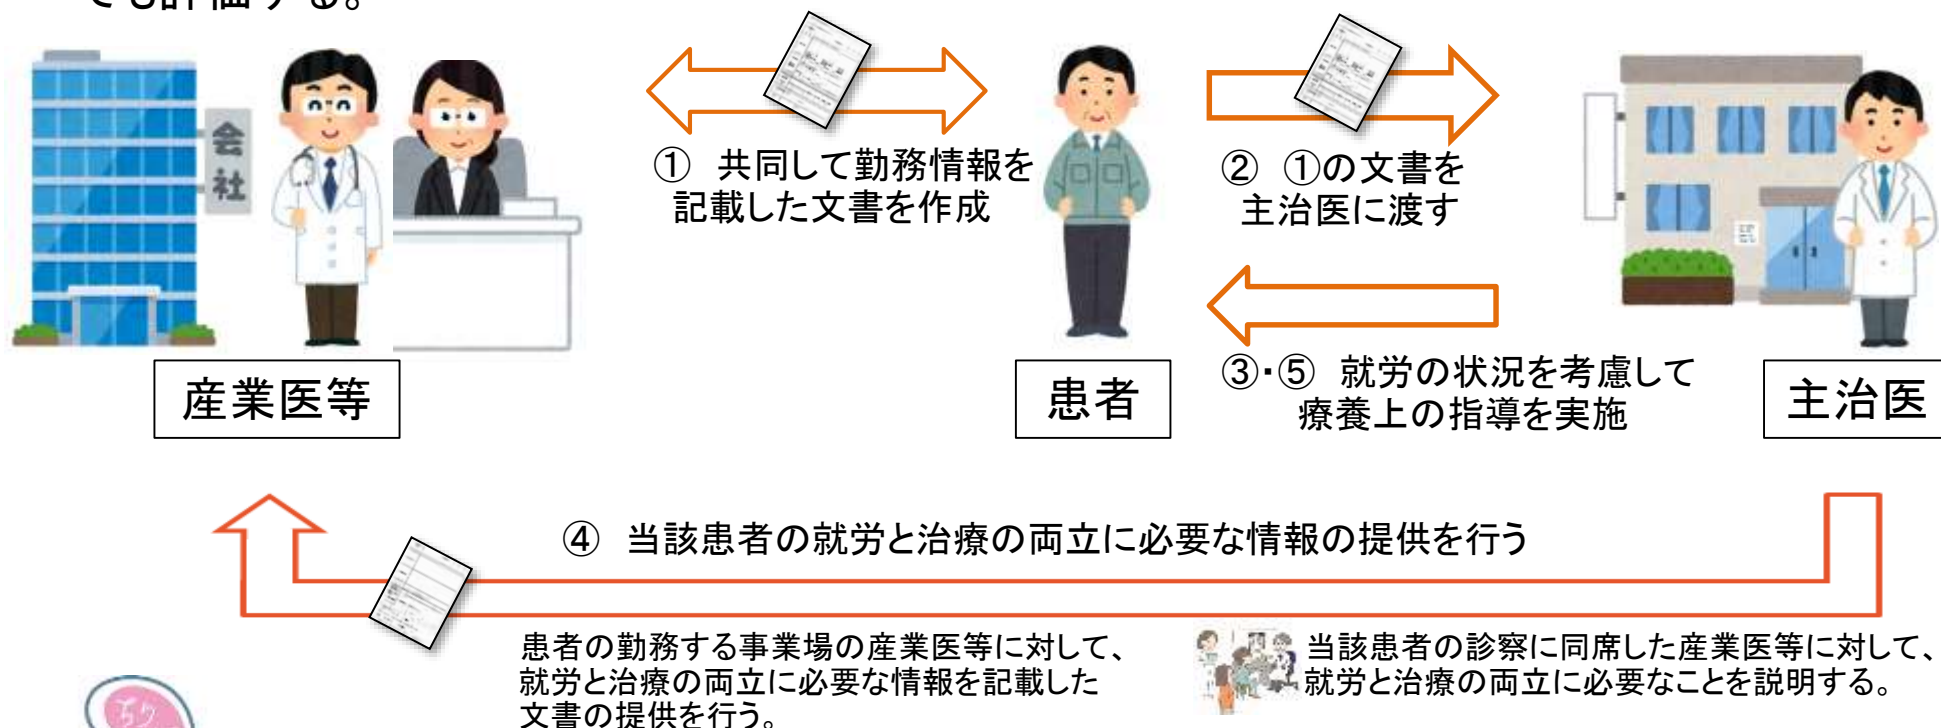 でも評価する。
会社
① 共同して勤務情報を
記載した文書を作成
② ①の文書を
主治医に渡す
③・⑤ 就労の状況を考慮して
療養上の指導を実施
産業医等
患者
主治医
④ 当該患者の就労と治療の両立に必要な情報の提供を行う
患者の勤務する事業場の産業医等に対して、
就労と治療の両立に必要な情報を記載した
文書の提供を行う。
当該患者の診察に同席した産業医等に対して、
就労と治療の両立に必要なことを説明する。